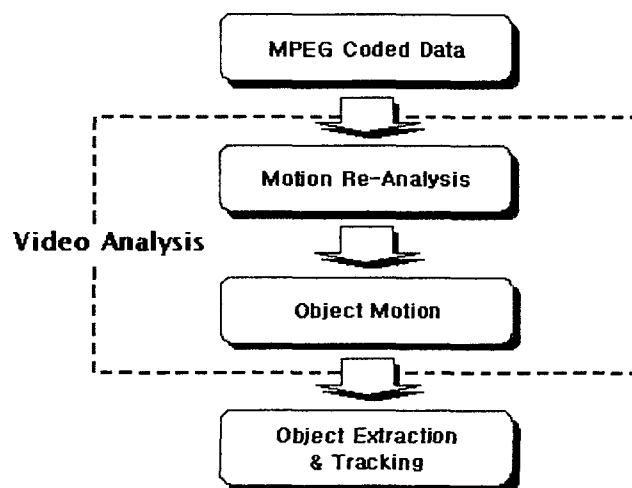 MPEG Coded Data
Motion Re-Analysis
Video Analysis
Object Motion
Object Extraction
& Tracking